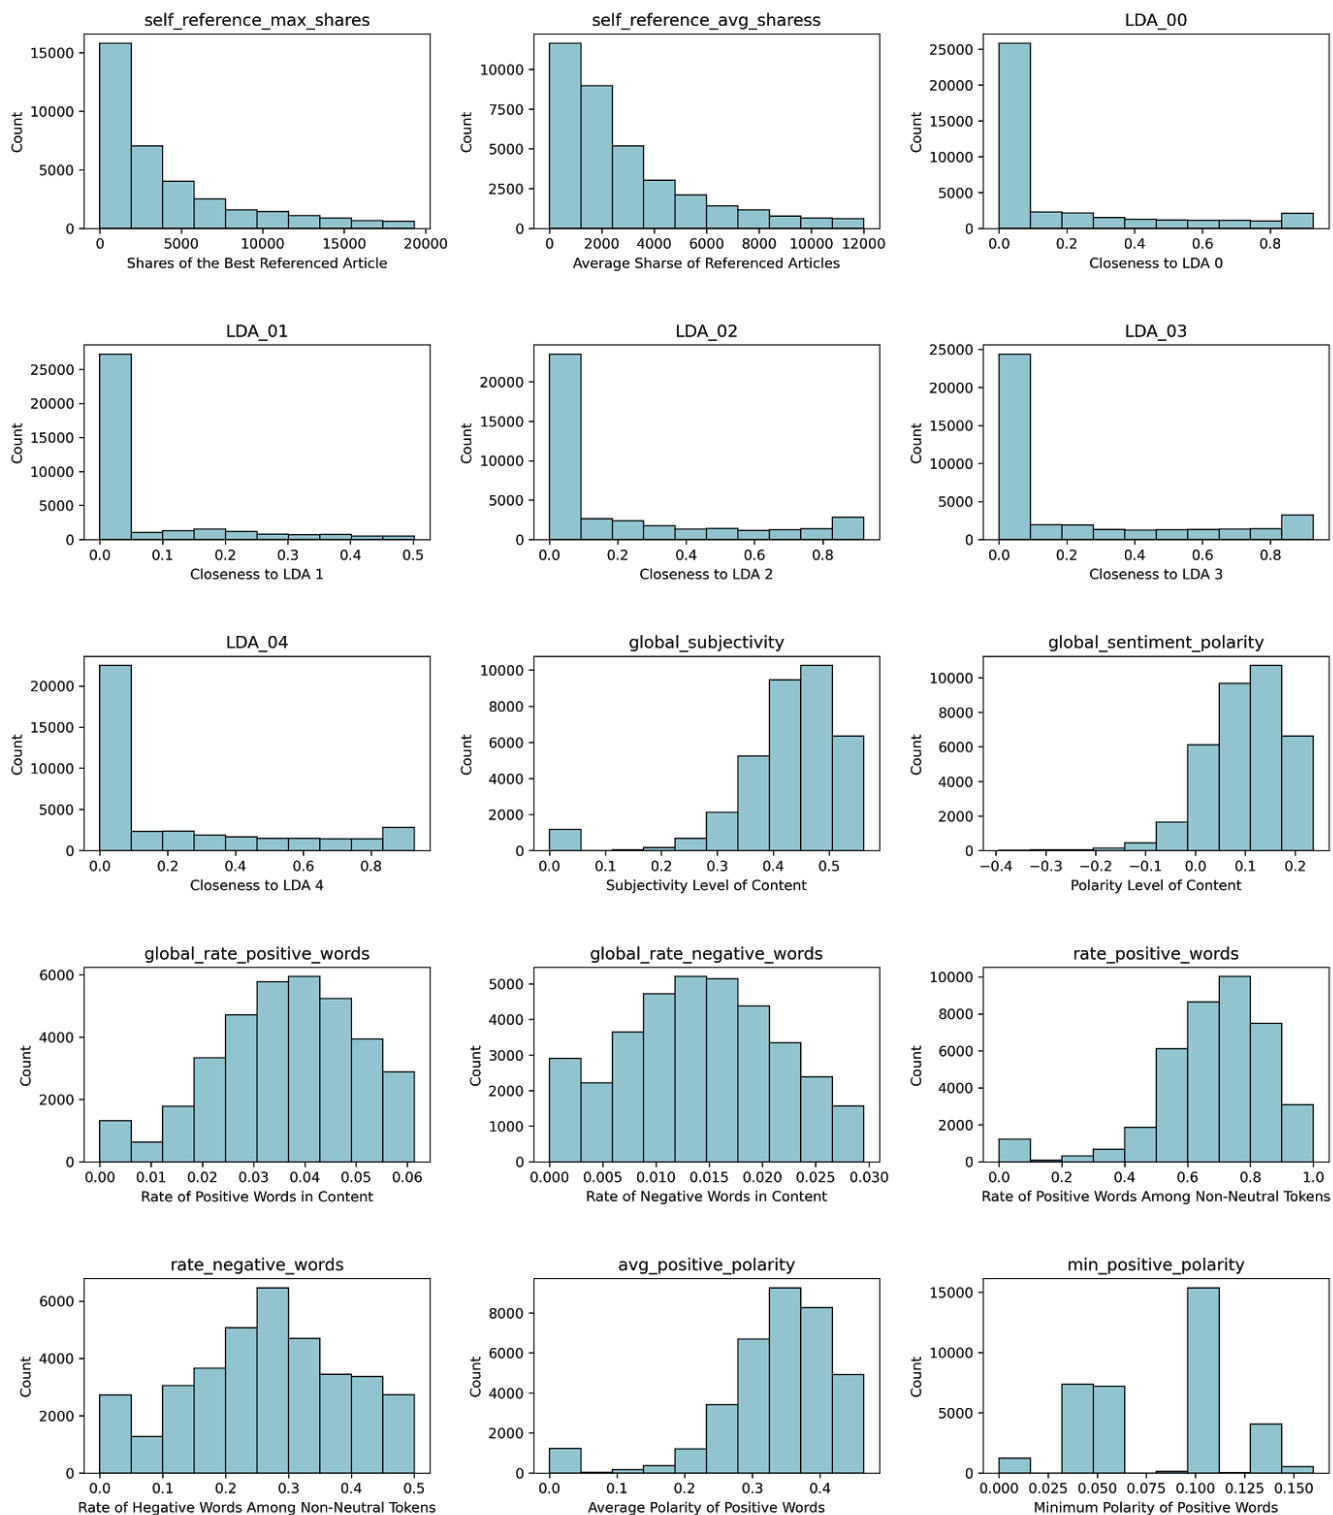 self_reference_max_shares
15000
10000
5000
0
Count
0 5000 10000 15000 20000
Shares of the Best Referenced Article
self_reference_avg_sharess
10000
7500
5000
2500
0
Count
0 2000 4000 6000 8000 10000 12000
Average Sharse of Referenced Articles
LDA_00
25000
20000
15000
10000
5000
0
Count
0.0 0.2 0.4 0.6 0.8
Closeness to LDA 0
LDA_01
25000
20000
15000
10000
5000
0
Count
0.0 0.1 0.2 0.3 0.4 0.5
Closeness to LDA 1
LDA_02
20000
15000
10000
5000
0
Count
0.0 0.2 0.4 0.6 0.8
Closeness to LDA 2
LDA_03
25000
20000
15000
10000
5000
0
Count
0.0 0.2 0.4 0.6 0.8
Closeness to LDA 3
LDA_04
20000
15000
10000
5000
0
Count
0.0 0.2 0.4 0.6 0.8
Closeness to LDA 4
global_subjectivity
10000
8000
6000
4000
2000
0
Count
0.0 0.1 0.2 0.3 0.4 0.5
Subjectivity Level of Content
global_sentiment_polarity
10000
8000
6000
4000
2000
0
Count
−0.4 −0.3 −0.2 −0.1 0.0 0.1 0.2
Polarity Level of Content
global_rate_positive_words
6000
4000
2000
0
Count
0.00 0.01 0.02 0.03 0.04 0.05 0.06
Rate of Positive Words in Content
global_rate_negative_words
5000
4000
3000
2000
1000
0
Count
0.000 0.005 0.010 0.015 0.020 0.025 0.030
Rate of Negative Words in Content
rate_positive_words
10000
8000
6000
4000
2000
0
Count
0.0 0.2 0.4 0.6 0.8 1.0
Rate of Positive Words Among Non-Neutral Tokens
rate_negative_words
6000
4000
2000
0
Count
0.0 0.1 0.2 0.3 0.4 0.5
Rate of Hegative Words Among Non-Neutral Tokens
avg_positive_polarity
8000
6000
4000
2000
0
Count
0.0 0.1 0.2 0.3 0.4
Average Polarity of Positive Words
min_positive_polarity
15000
10000
5000
0
Count
0.000 0.025 0.050 0.075 0.100 0.125 0.150
Minimum Polarity of Positive Words